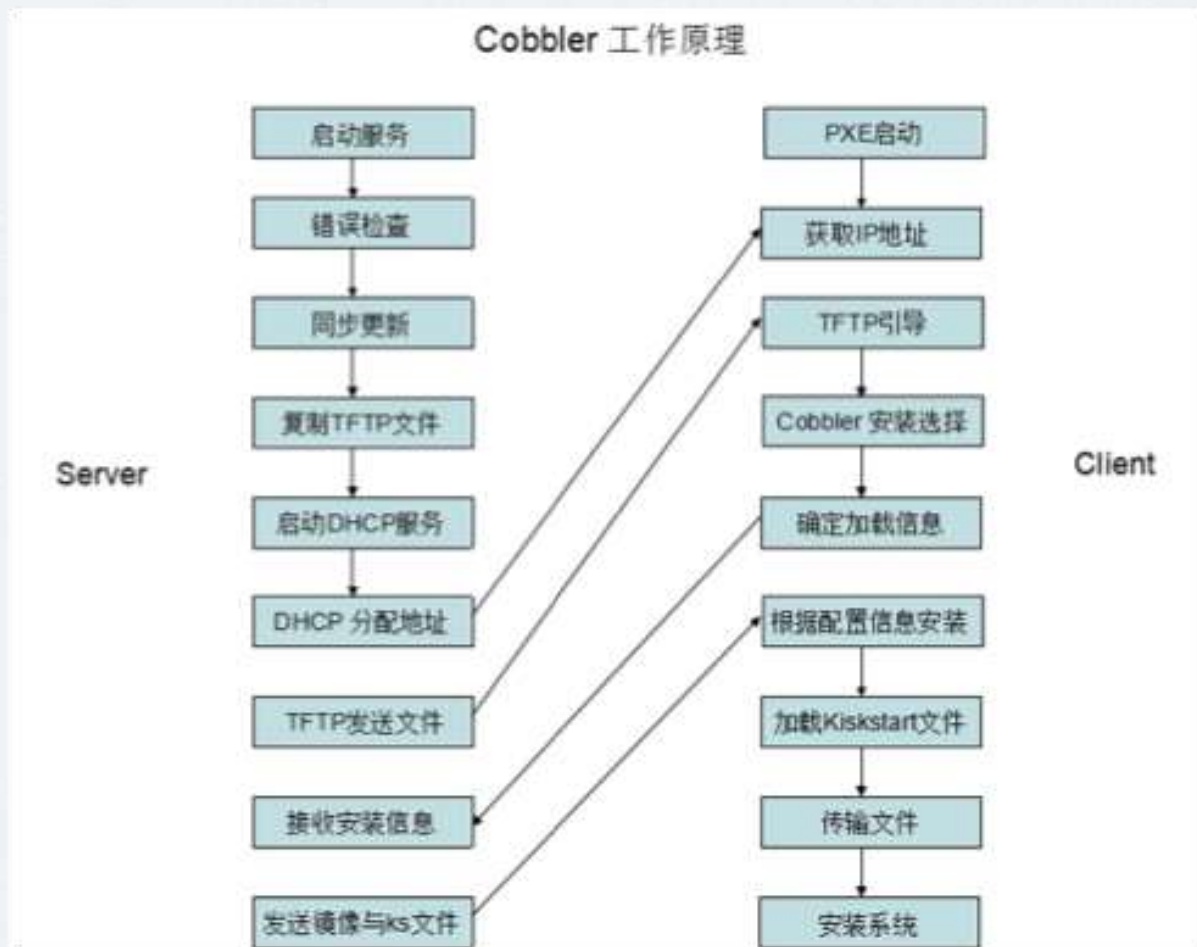 Cobbler 工作原理
启动服务
PXE启动
错误检查
获取IP地址
同步更新
TFTP引导
复制TFTP文件
Cobbler 安装选择
Server
Client
启动DHCP服务
确定加载信息
DHCP 分配地址
根据配置信息安装
TFTP发送文件
加载Kiskstart文件
接收安装信息
传输文件
发送镜像与ks文件
安装系统